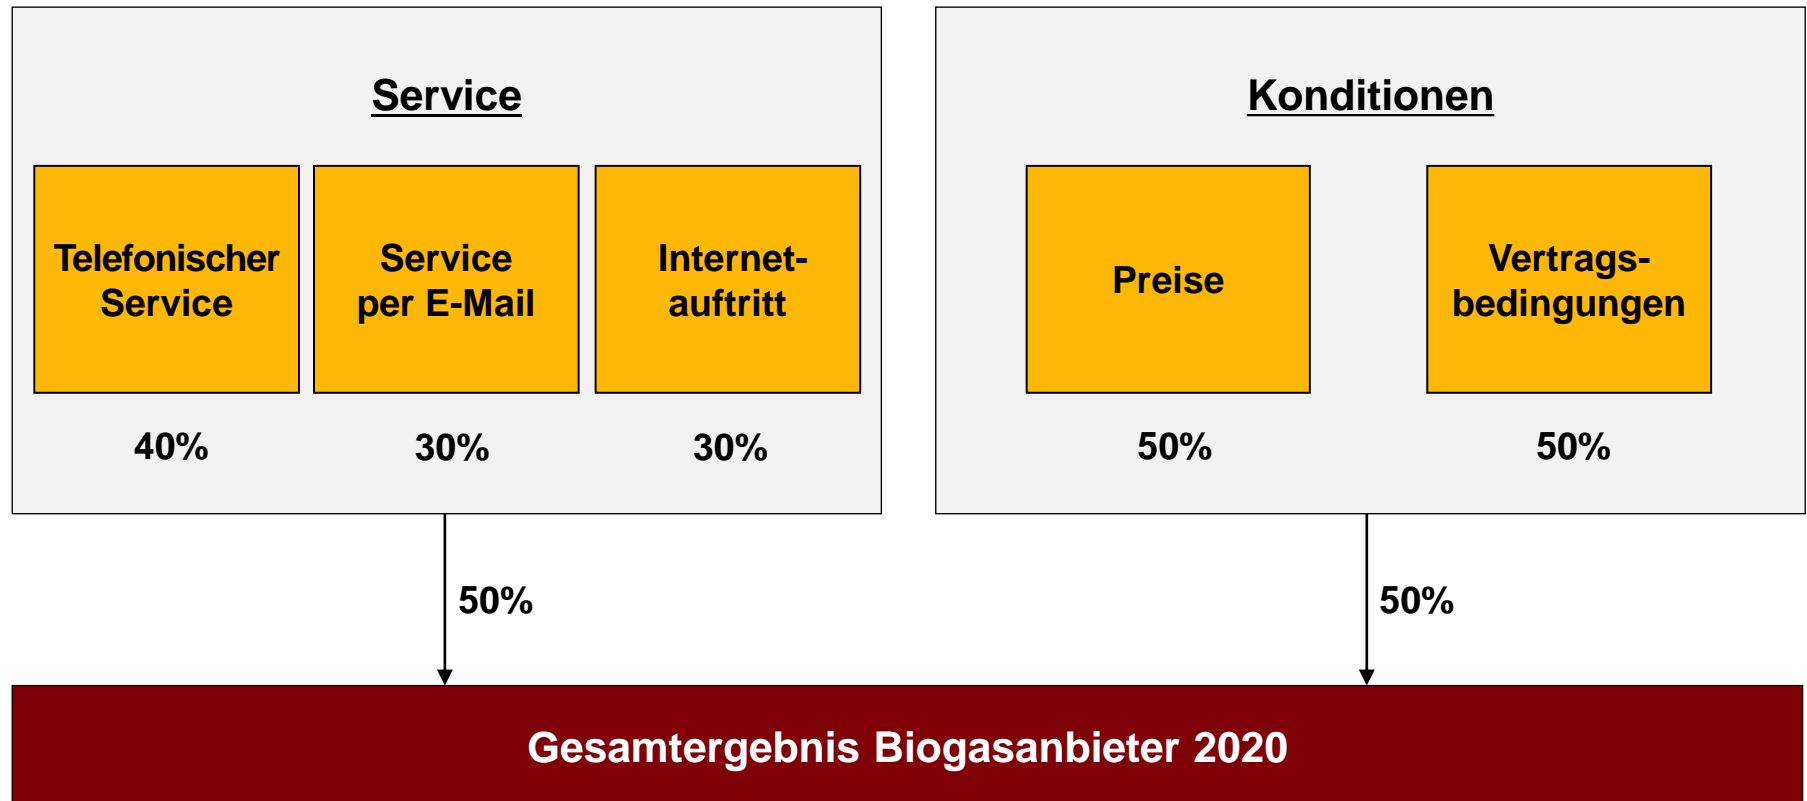 Service
Telefonischer
Service
Service
per E-Mail
Internet-
auftritt
40%
30%
30%
Konditionen
Preise
Vertrags-
bedingungen
50%
50%
50%
50%
Gesamtergebnis Biogasanbieter 2020